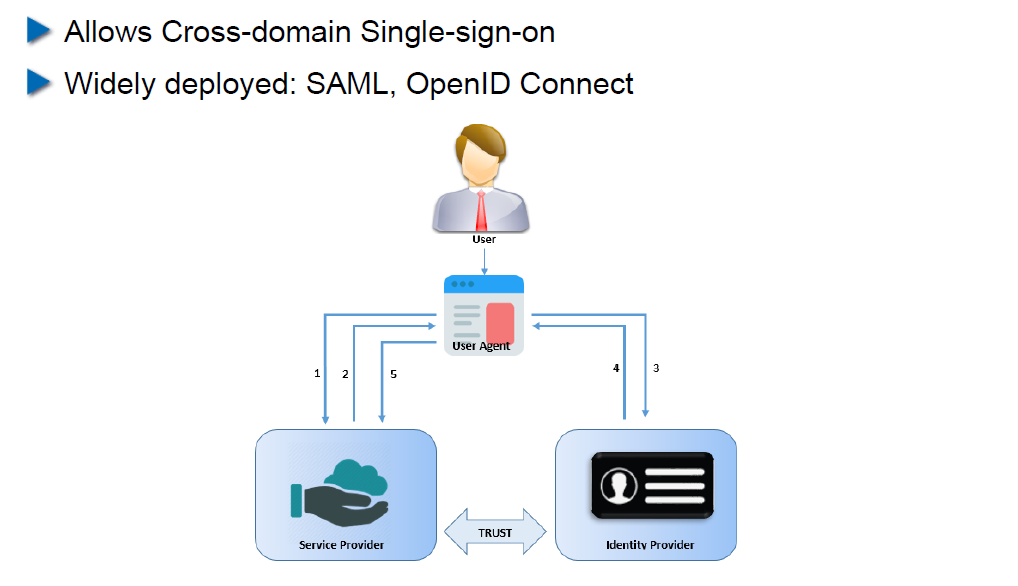 Allows Cross-domain Single-sign-on
Widely deployed: SAML, OpenID Connect
User
User Agent
1
2
5
4
3
Service Provider
TRUST
Identity Provider